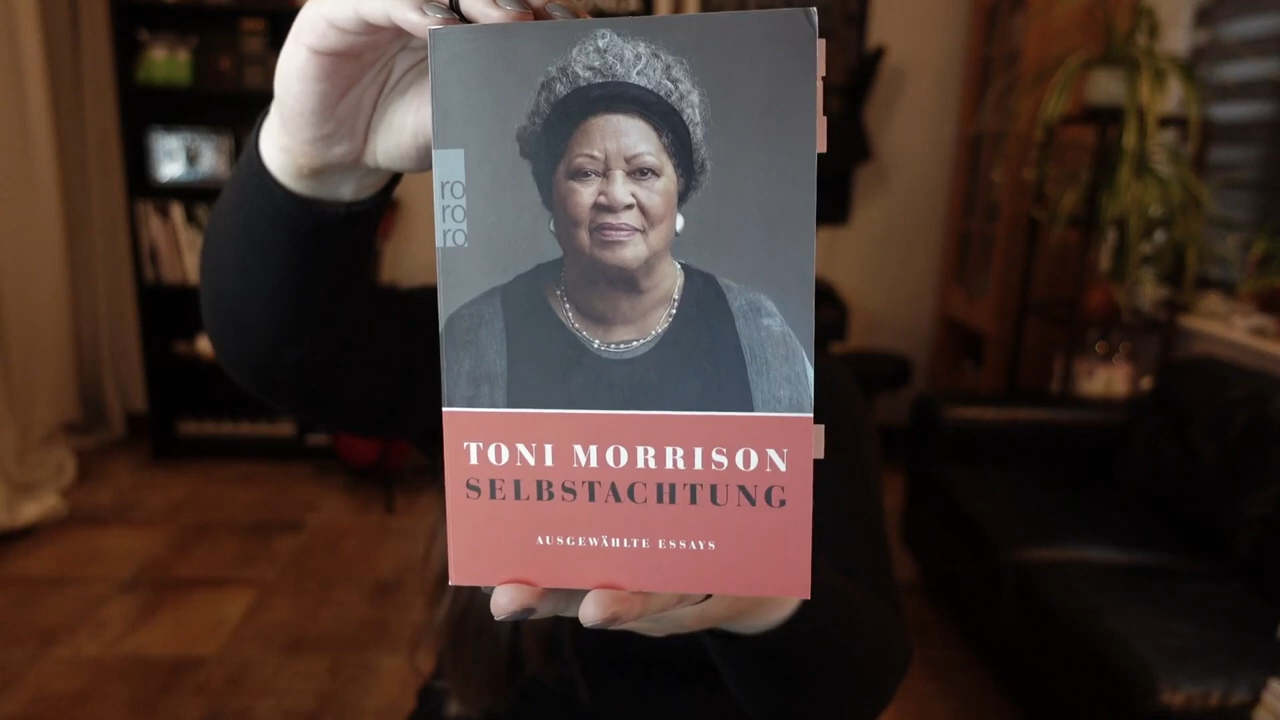 ro
ro
ro
TONI MORRISON
SELBSTACHTUNG
AUSGEWÄHLTE ESSAYS